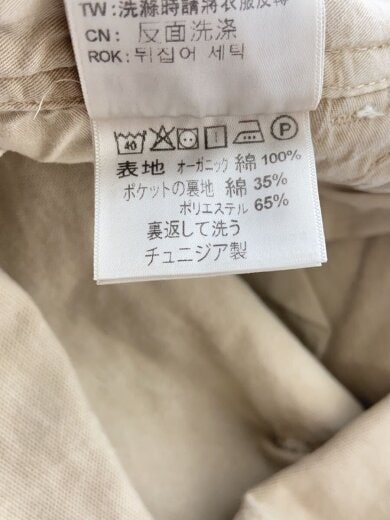 TW: 洗滌時請將衣服反轉
CN: 反面洗涤
ROK: 뒤집어 세탁
40 P
表地 オーガニック 綿 100%
ポケットの裏地 綿 35%
ポリエステル 65%
裏返して洗う
チュニジア製